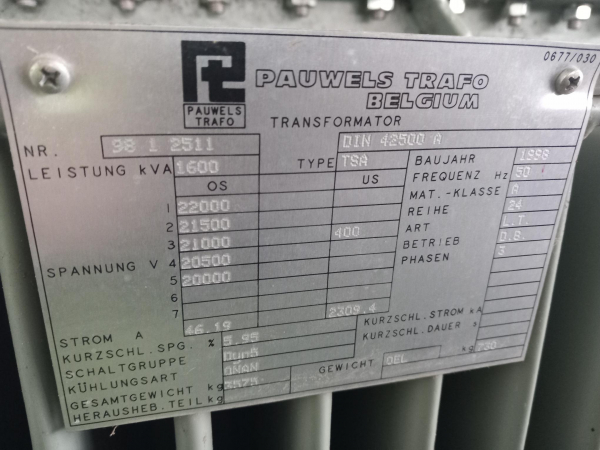 0677/030
PAUWELS TRAFO
BELGIUM
PAUWELS
TRAFO
TRANSFORMATOR
NR. 98 1 2511 DIN 42500 A
LEISTUNG kVA 1600 TYPE TSA BAUJAHR 1998
OS US FREQUENZ Hz 50
1 22000 MAT.-KLASSE A
2 21500 400 REIHE 24
3 21000 ART L.T.
SPANNUNG V 4 20500 BETRIEB D.B.
5 20000 PHASEN 3
6
7
STROM A 46.19 2309.4 KURZSCHL.STROM kA
KURZSCHL.SPG. % 5.95 KURZSCHL.DAUER s
SCHALTGRUPPE Dyn5
KÜHLUNGSART ONAN
GESAMTGEWICHT kg GEWICHT OEL kg 730
HERAUSHEB.TEIL kg